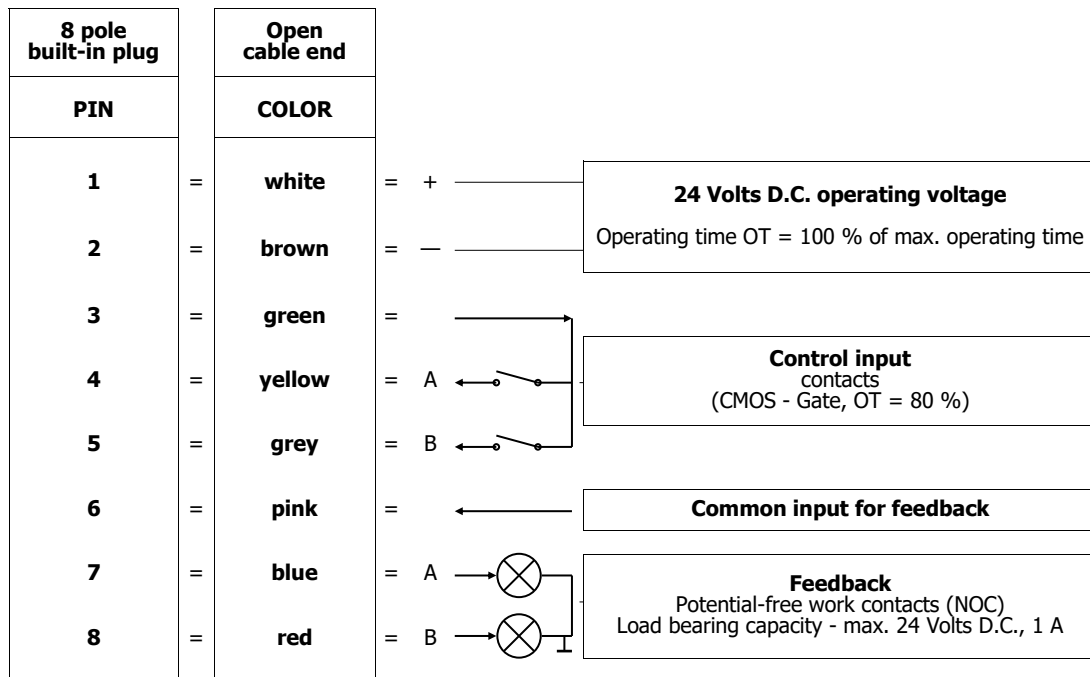 8 pole
built-in plug
Open
cable end
PIN
COLOR
1 = white = +
24 Volts D.C. operating voltage
Operating time OT = 100 % of max. operating time
2 = brown = —
3 = green =
4 = yellow = A
Control input
contacts
(CMOS - Gate, OT = 80 %)
5 = grey = B
6 = pink =
Common input for feedback
7 = blue = A
Feedback
Potential-free work contacts (NOC)
Load bearing capacity - max. 24 Volts D.C., 1 A
8 = red = B